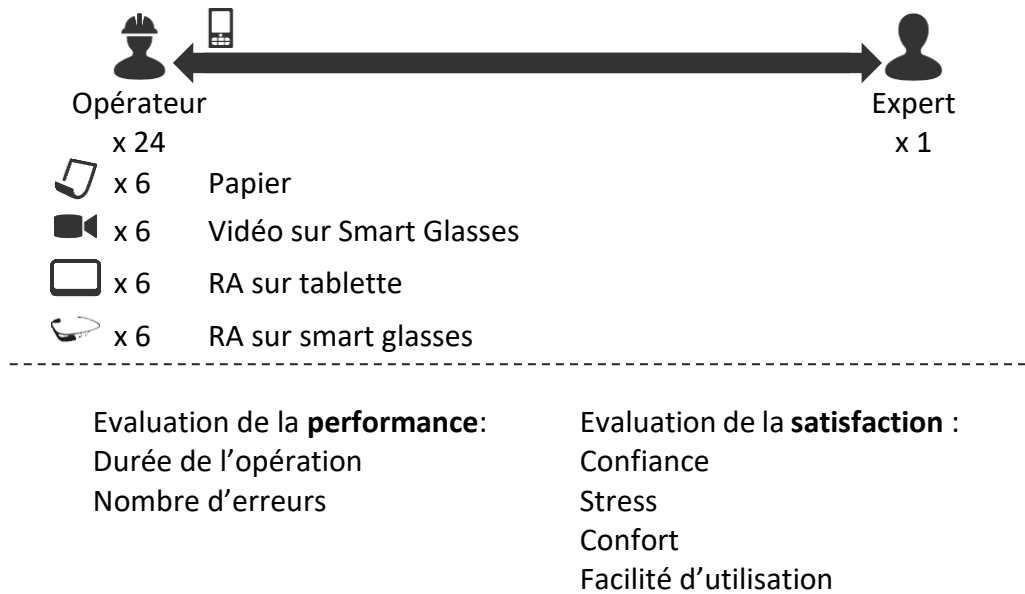 Opérateur
x 24
Expert
x 1
x 6 Papier
x 6 Vidéo sur Smart Glasses
x 6 RA sur tablette
x 6 RA sur smart glasses
Evaluation de la performance:
Durée de l’opération
Nombre d’erreurs
Evaluation de la satisfaction :
Confiance
Stress
Confort
Facilité d’utilisation